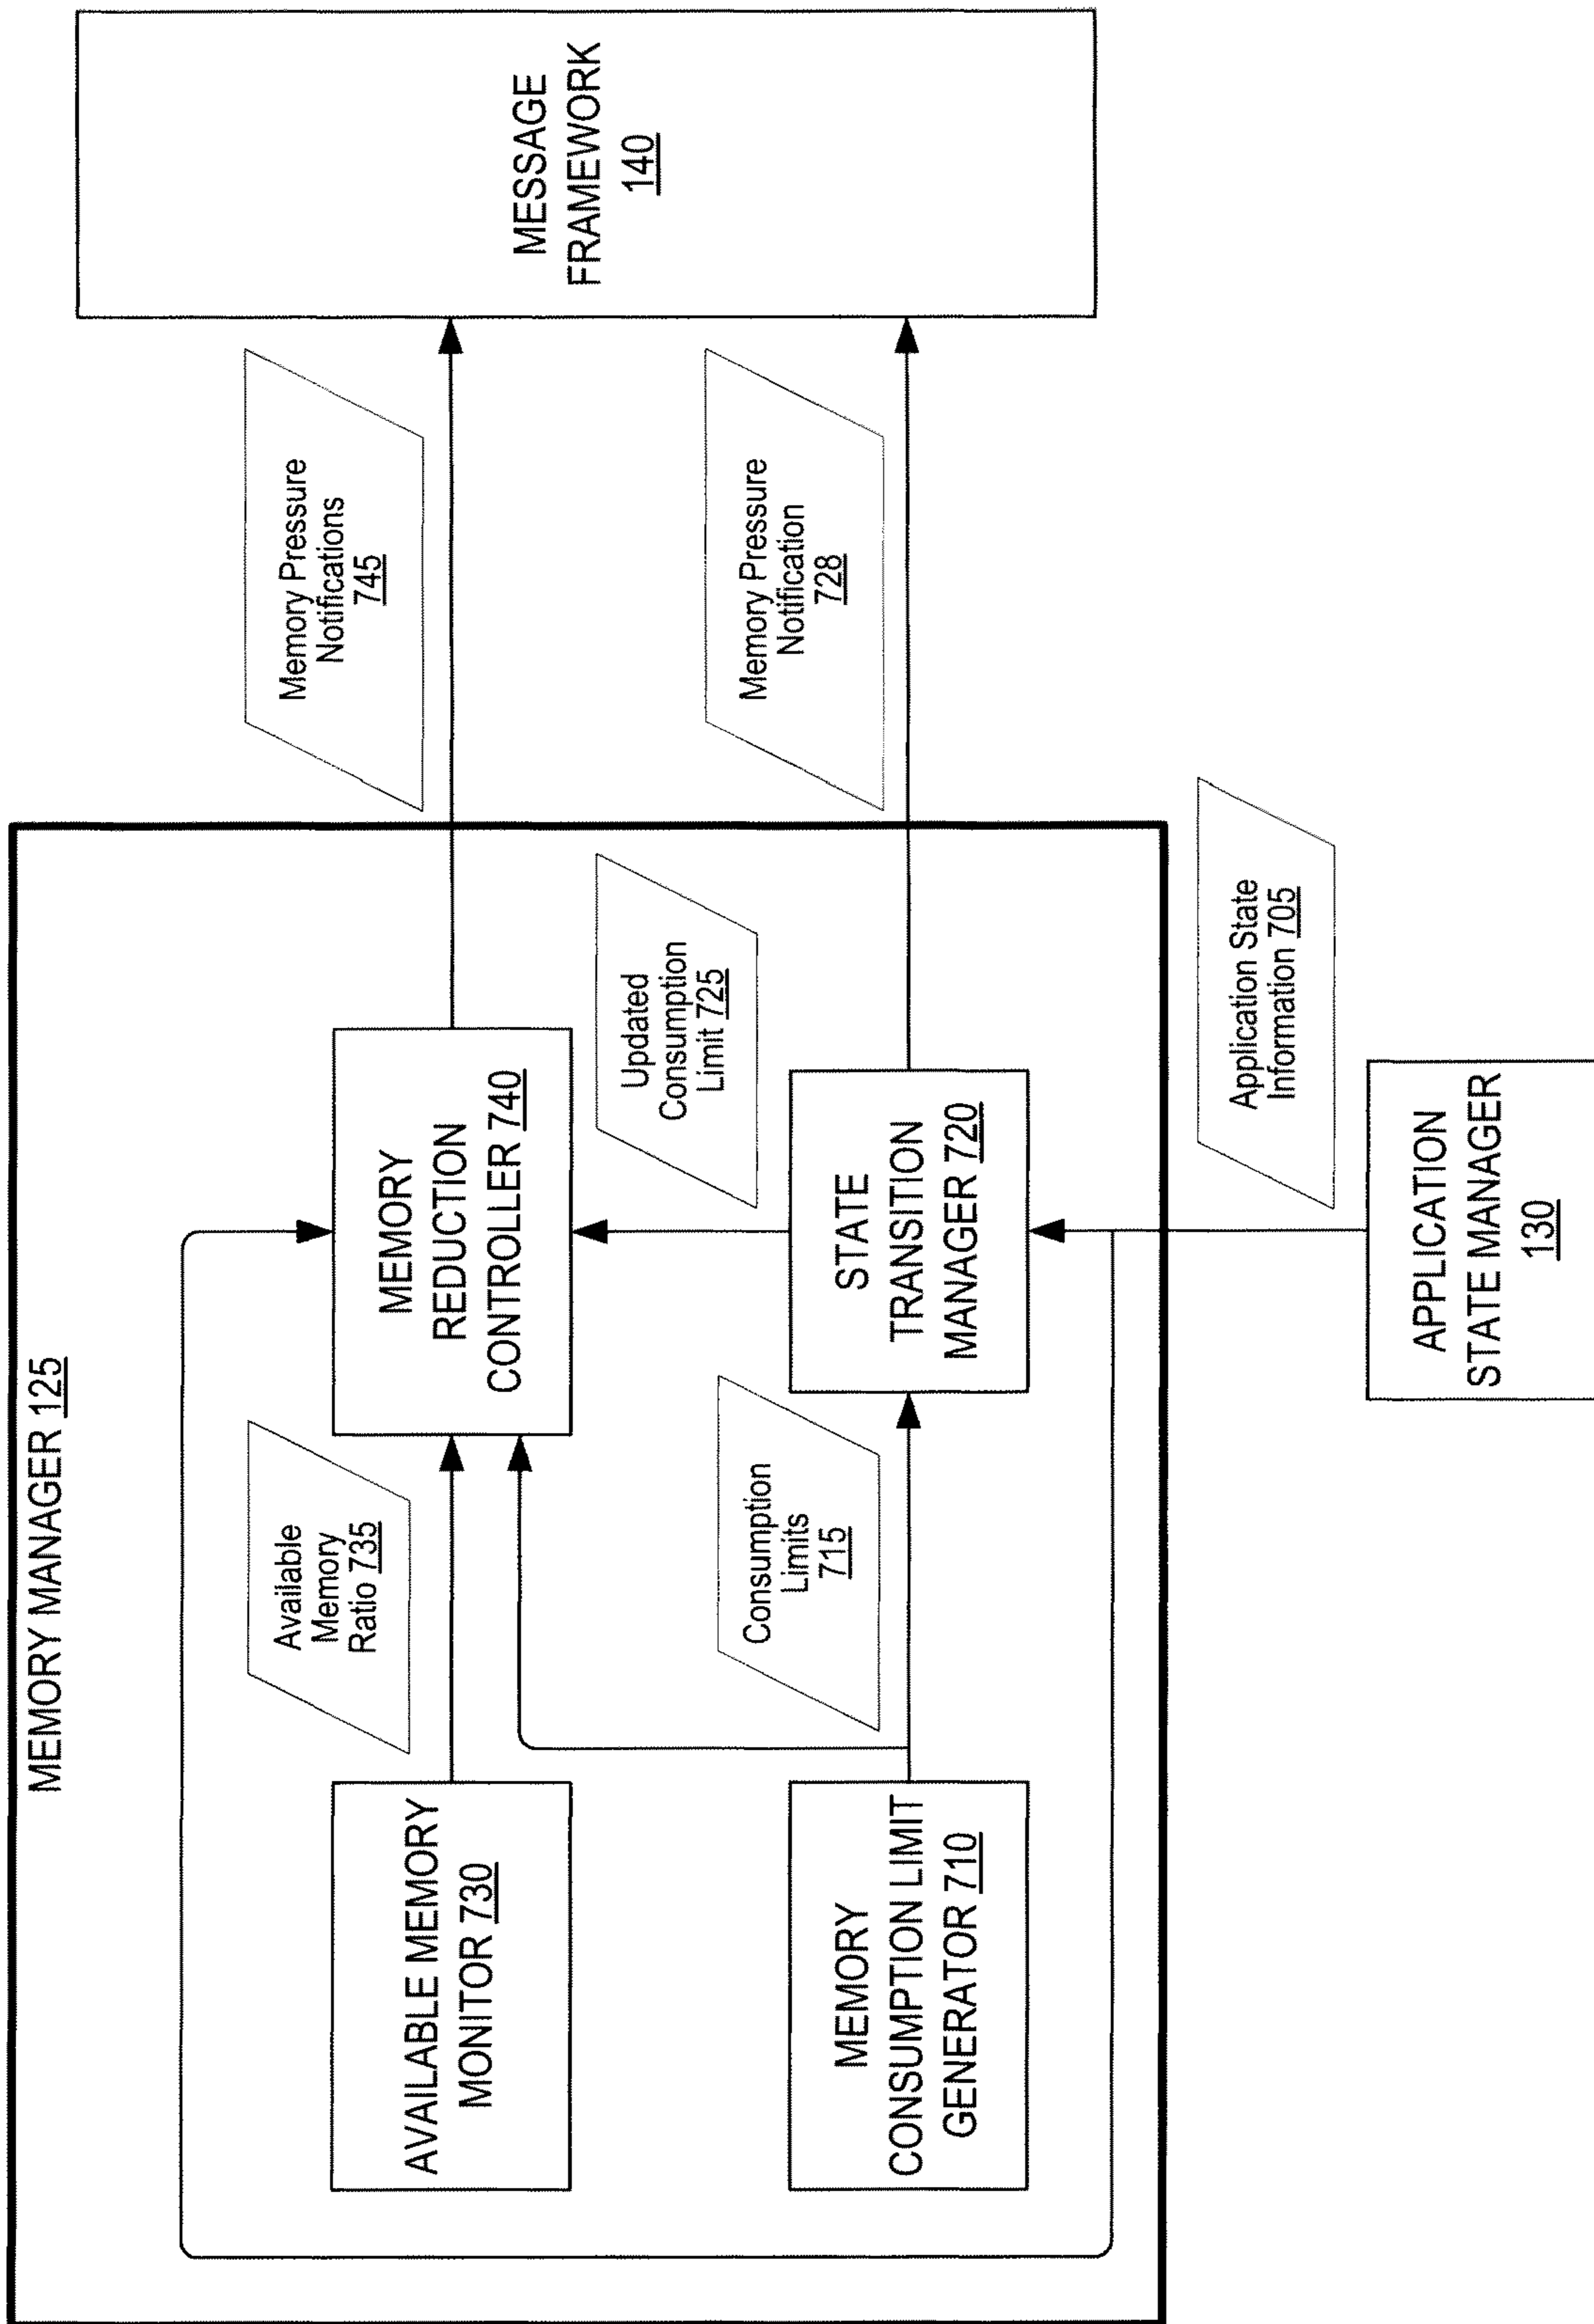 MEMORY MANAGER 125
AVAILABLE MEMORY
MONITOR 730
Available
Memory
Ratio 735
MEMORY
REDUCTION
CONTROLLER 740
Memory Pressure
Notifications
745
MESSAGE
FRAMEWORK
140
MEMORY
CONSUMPTION LIMIT
GENERATOR 710
Consumption
Limits
715
STATE
TRANSITION
MANAGER 720
Updated
Consumption
Limit 725
Memory Pressure
Notification
728
Application State
Information 705
APPLICATION
STATE MANAGER
130